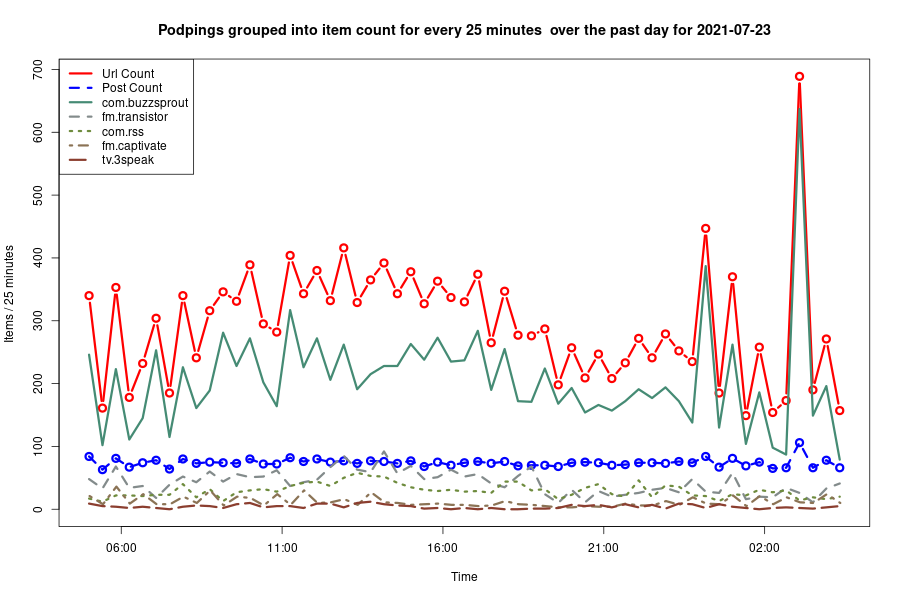 Podpings grouped into item count for every 25 minutes  over the past day for 2021-07-23
Url Count
Post Count
com.buzzsprout
fm.transistor
com.rss
fm.captivate
tv.3speak
Items / 25 minutes
700
600
500
400
300
200
100
0
06:00 11:00 16:00 21:00 02:00
Time